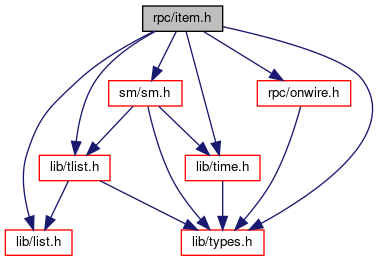 rpc/item.h
sm/sm.h
rpc/onwire.h
lib/tlist.h
lib/time.h
lib/list.h
lib/types.h